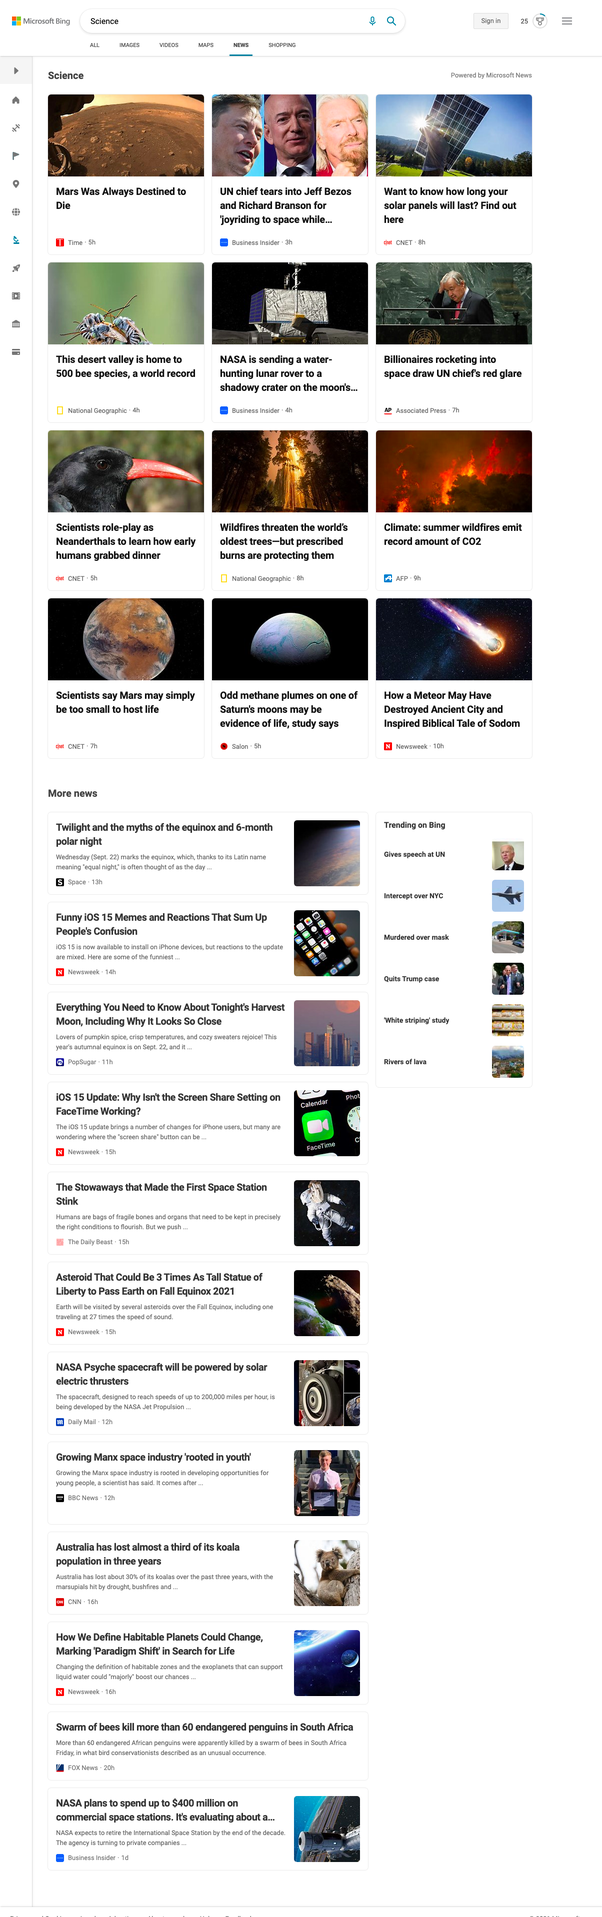 Microsoft Bing
Science
Sign in
25
ALL
IMAGES
VIDEOS
MAPS
NEWS
SHOPPING
Science
Powered by Microsoft News
Mars Was Always Destined to
Die
Time · 5h
UN chief tears into Jeff Bezos
and Richard Branson for
'joyriding to space while...
Business Insider · 3h
Want to know how long your
solar panels will last? Find out
here
CNET · 8h
This desert valley is home to
500 bee species, a world record
National Geographic · 4h
NASA is sending a water-
hunting lunar rover to a
shadowy crater on the moon's...
Business Insider · 4h
Billionaires rocketing into
space draw UN chief's red glare
AP
Associated Press · 7h
Scientists role-play as
Neanderthals to learn how early
humans grabbed dinner
CNET · 5h
Wildfires threaten the world's
oldest trees—but prescribed
burns are protecting them
National Geographic · 8h
Climate: summer wildfires emit
record amount of CO2
AFP · 9h
Scientists say Mars may simply
be too small to host life
CNET · 7h
Odd methane plumes on one of
Saturn's moons may be
evidence of life, study says
Salon · 5h
How a Meteor May Have
Destroyed Ancient City and
Inspired Biblical Tale of Sodom
Newsweek · 10h
More news
Twilight and the myths of the equinox and 6-month
polar night
Wednesday (Sept. 22) marks the equinox, which, thanks to its Latin name
meaning "equal night," is often thought of as the day ...
Space · 13h
Funny iOS 15 Memes and Reactions That Sum Up
People's Confusion
iOS 15 is now available to install on iPhone devices, but reactions to the update
are mixed. Here are some of the funniest ...
Newsweek · 14h
Everything You Need to Know About Tonight's Harvest
Moon, Including Why It Looks So Close
Lovers of pumpkin spice, crisp temperatures, and cozy sweaters rejoice! This
year's autumnal equinox is on Sept. 22, and it ...
PopSugar · 11h
iOS 15 Update: Why Isn't the Screen Share Setting on
FaceTime Working?
The iOS 15 update brings a number of changes for iPhone users, but many are
wondering where the "screen share" button can be ...
Newsweek · 15h
Calendar
FaceTime
The Stowaways that Made the First Space Station
Stink
Humans are bags of fragile bones and organs that need to be kept in precisely
the right conditions to flourish. But we push ...
The Daily Beast · 15h
Asteroid That Could Be 3 Times As Tall Statue of
Liberty to Pass Earth on Fall Equinox 2021
Earth will be visited by several asteroids over the Fall Equinox, including one
traveling at 27 times the speed of sound.
Newsweek · 15h
NASA Psyche spacecraft will be powered by solar
electric thrusters
The spacecraft, designed to reach speeds of up to 200,000 miles per hour, is
being developed by the NASA Jet Propulsion ...
Daily Mail · 12h
Growing Manx space industry 'rooted in youth'
Growing the Manx space industry is rooted in developing opportunities for
young people, a scientist has said. It comes after ...
BBC News · 12h
Australia has lost almost a third of its koala
population in three years
Australia has lost about 30% of its koalas over the past three years, with the
marsupials hit by drought, bushfires and ...
CNN · 16h
How We Define Habitable Planets Could Change,
Marking 'Paradigm Shift' in Search for Life
Changing the definition of habitable zones and the exoplanets that can support
liquid water could "majorly" boost our chances ...
Newsweek · 16h
Swarm of bees kill more than 60 endangered penguins in South Africa
More than 60 endangered African penguins were apparently killed by a swarm of bees in South Africa
Friday, in what bird conservationists described as an unusual occurrence.
FOX News · 20h
NASA plans to spend up to $400 million on
commercial space stations. It's evaluating about a...
NASA expects to retire the International Space Station by the end of the decade.
The agency is turning to private companies ...
Business Insider · 1d
Trending on Bing
Gives speech at UN
Intercept over NYC
Murdered over mask
Quits Trump case
'White striping' study
Rivers of lava